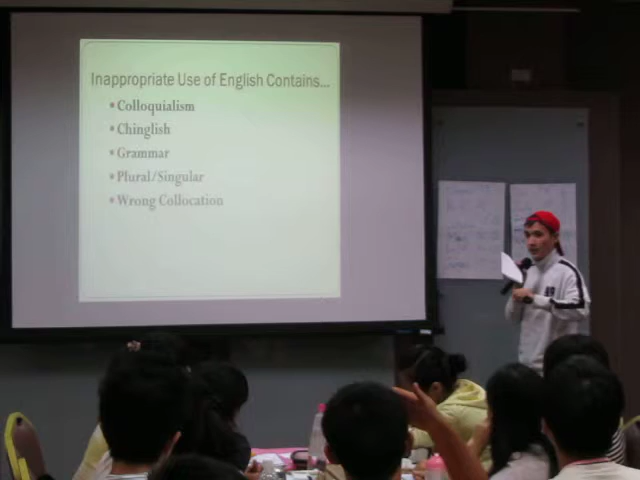 Inappropriate Use of English Contains...
• Colloquialism
• Chinglish
• Grammar
• Plural/Singular
• Wrong Collocation